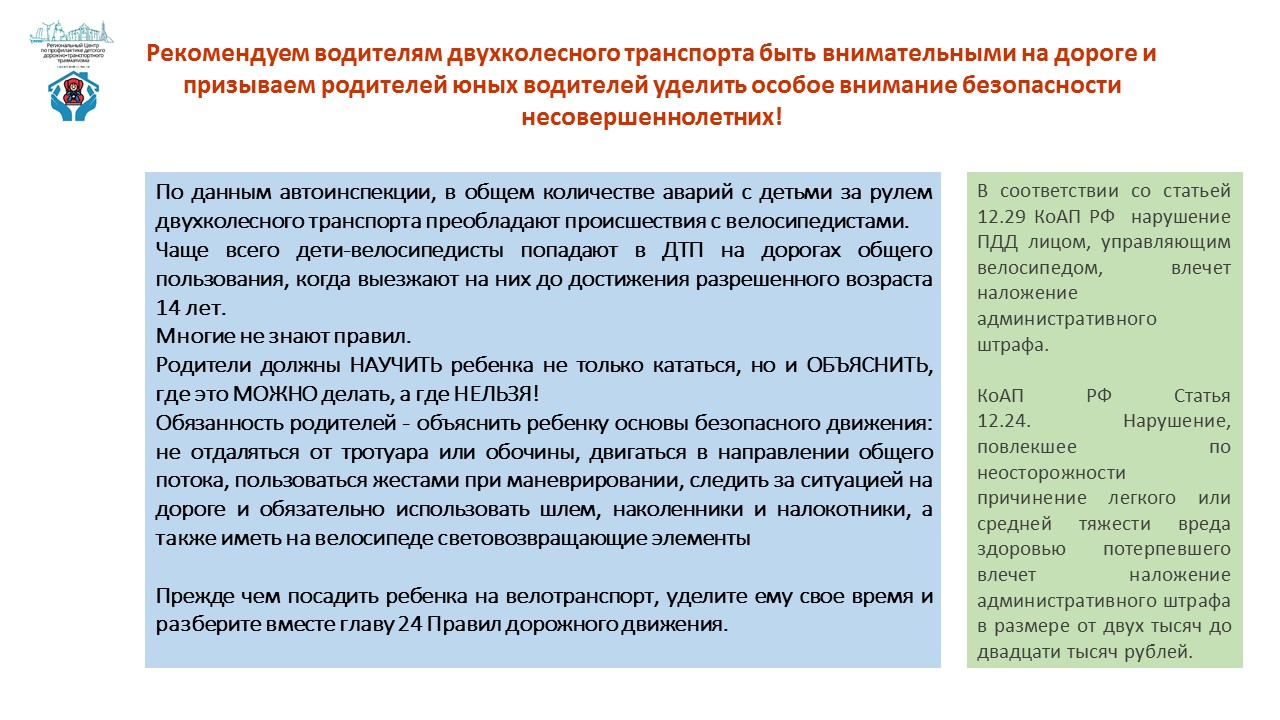 Региональный Центр
по профилактике детского
дорожно-транспортного
травматизма
Рекомендуем водителям двухколесного транспорта быть внимательными на дороге и
призываем родителей юных водителей уделить особое внимание безопасности
несовершеннолетних!
По данным автоинспекции, в общем количестве аварий с детьми за рулем
двухколесного транспорта преобладают происшествия с велосипедистами.
Чаще всего дети-велосипедисты попадают в ДТП на дорогах общего
пользования, когда выезжают на них до достижения разрешенного возраста
14 лет.
Многие не знают правил.
Родители должны НАУЧИТЬ ребенка не только кататься, но и ОБЪЯСНИТЬ,
где это МОЖНО делать, а где НЕЛЬЗЯ!
Обязанность родителей - объяснить ребенку основы безопасного движения:
не отдаляться от тротуара или обочины, двигаться в направлении общего
потока, пользоваться жестами при маневрировании, следить за ситуацией на
дороге и обязательно использовать шлем, наколенники и налокотники, а
также иметь на велосипеде световозвращающие элементы
Прежде чем посадить ребенка на велотранспорт, уделите ему свое время и
разберите вместе главу 24 Правил дорожного движения.
В соответствии со статьей
12.29 КоАП РФ нарушение
ПДД лицом, управляющим
велосипедом, влечет
наложение
административного
штрафа.
КоАП РФ Статья
12.24. Нарушение,
повлекшее по
неосторожности
причинение легкого или
средней тяжести вреда
здоровью потерпевшего
влечет наложение
административного штрафа
в размере от двух тысяч до
двадцати тысяч рублей.